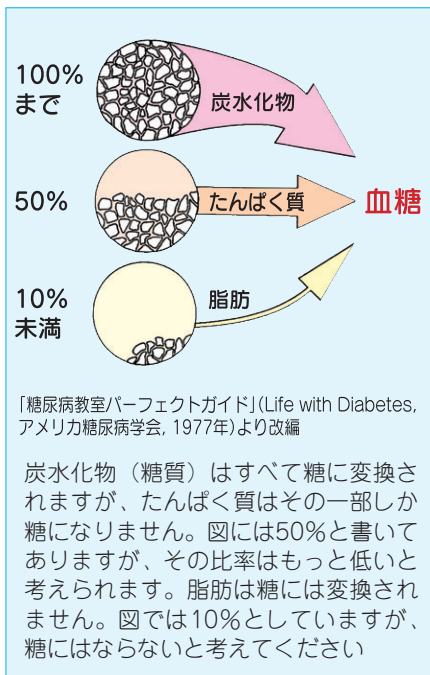 100%
まで
炭水化物
50%
たんぱく質
血糖
10%
未満
脂肪
「糖尿病教室パーフェクトガイド」(Life with Diabetes,
アメリカ糖尿病学会, 1977年)より改編
炭水化物（糖質）はすべて糖に変換さ
れますが、たんぱく質はその一部しか
糖になりません。図には50%と書いて
ありますが、その比率はもっと低いと
考えられます。脂肪は糖には変換され
ません。図では10%としていますが、
糖にはならないと考えてください